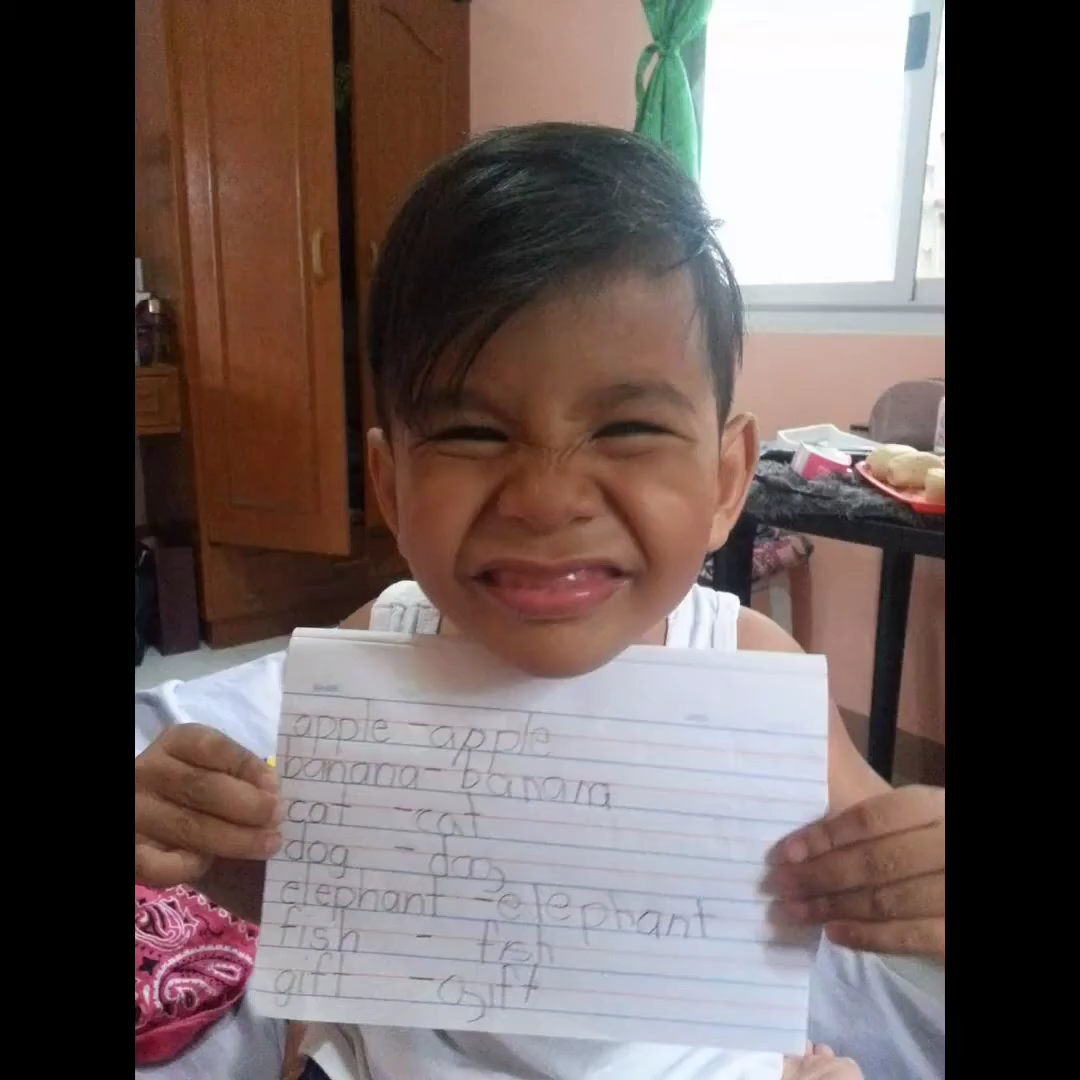 apple - apple
banana - banana
cat - cat
dog - dog
elephant - elephant
fish - fish
gift - gift